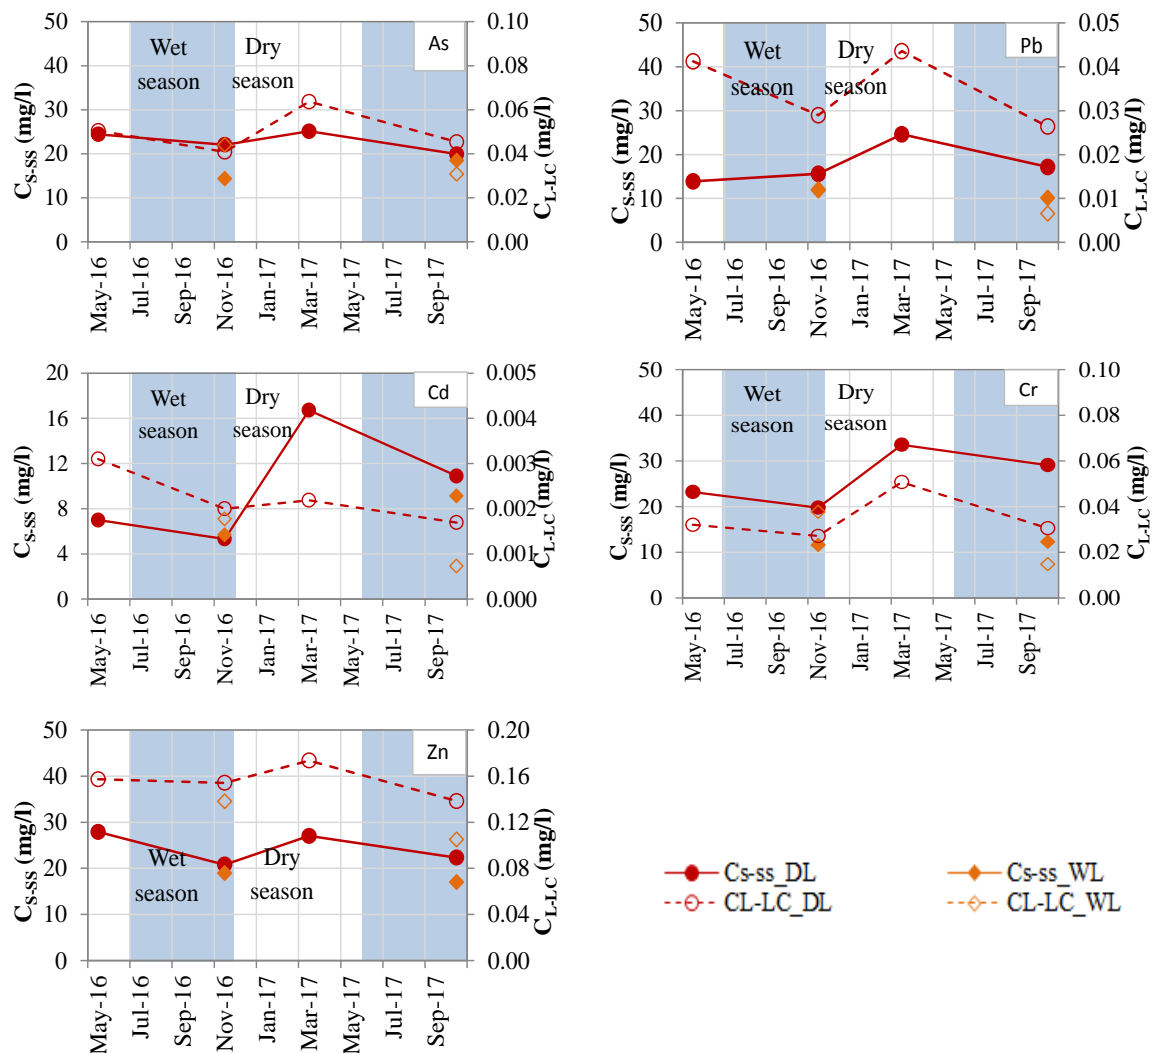 50
40
30
20
10
0
C_S-SS (mg/l)
Wet
season
Dry
season
As
0.10
0.08
0.06
0.04
0.02
0.00
C_L-LC (mg/l)
May-16
Jul-16
Sep-16
Nov-16
Jan-17
Mar-17
May-17
Jul-17
Sep-17
50
40
30
20
10
0
C_S-SS (mg/l)
Wet
season
Dry
season
Pb
0.05
0.04
0.03
0.02
0.01
0.00
C_L-LC (mg/l)
May-16
Jul-16
Sep-16
Nov-16
Jan-17
Mar-17
May-17
Jul-17
Sep-17
20
16
12
8
4
0
C_S-SS (mg/l)
Wet
season
Dry
season
Cd
0.005
0.004
0.003
0.002
0.001
0.000
C_L-LC (mg/l)
May-16
Jul-16
Sep-16
Nov-16
Jan-17
Mar-17
May-17
Jul-17
Sep-17
50
40
30
20
10
0
C_S-SS (mg/l)
Wet
season
Dry
season
Cr
0.10
0.08
0.06
0.04
0.02
0.00
C_L-LC (mg/l)
May-16
Jul-16
Sep-16
Nov-16
Jan-17
Mar-17
May-17
Jul-17
Sep-17
50
40
30
20
10
0
C_S-SS (mg/l)
Wet
season
Dry
season
Zn
0.20
0.16
0.12
0.08
0.04
0.00
C_L-LC (mg/l)
May-16
Jul-16
Sep-16
Nov-16
Jan-17
Mar-17
May-17
Jul-17
Sep-17
Cs-ss_DL
Cs-ss_WL
CL-LC_DL
CL-LC_WL